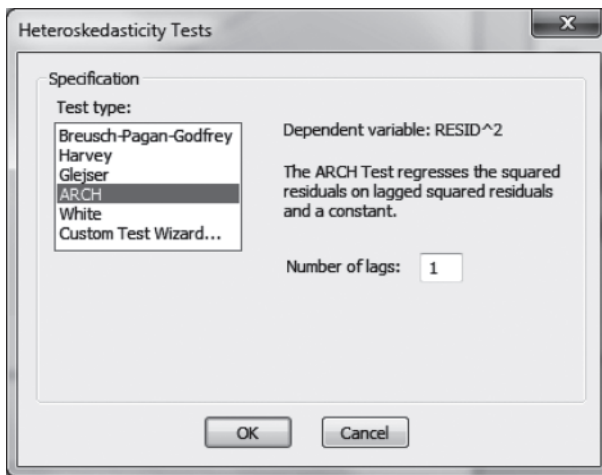 Heteroskedasticity Tests
x
Specification
Test type:
Breusch-Pagan-Godfrey
Harvey
Glejser
ARCH
White
Custom Test Wizard...
Dependent variable: RESID^2
The ARCH Test regresses the squared
residuals on lagged squared residuals
and a constant.
Number of lags: 1
OK
Cancel